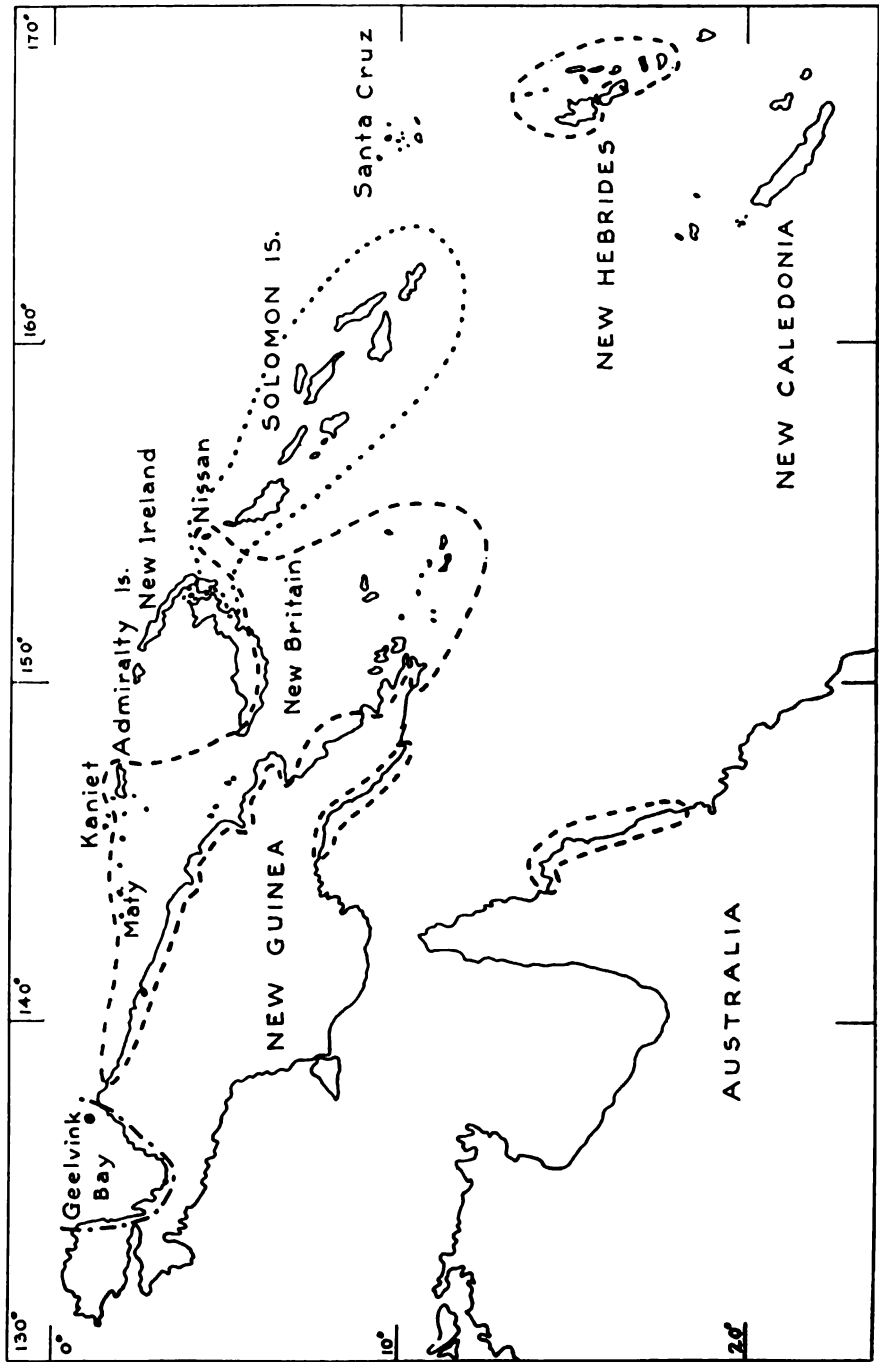 130°
140°
150°
160°
170°
0°
10°
20°
Geelvink
Bay
Maty
Kaniet
Admiralty Is.
New Ireland
Nissan
SOLOMON IS.
Santa Cruz
New Britain
NEW GUINEA
NEW HEBRIDES
NEW CALEDONIA
AUSTRALIA